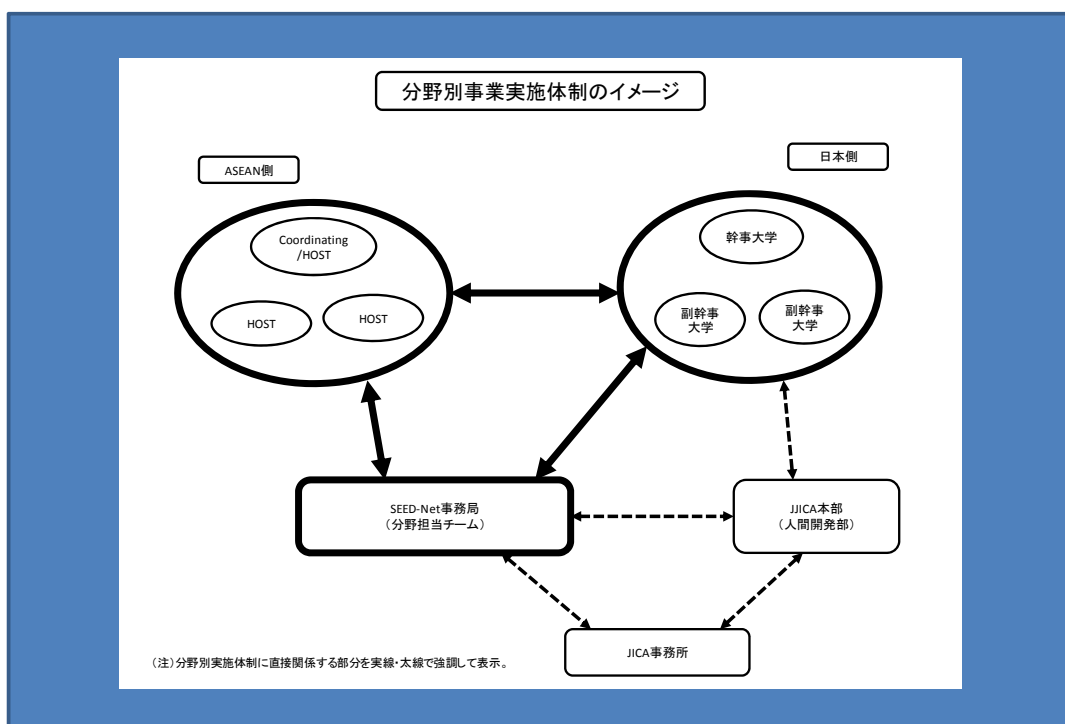 分野別事業実施体制のイメージ
ASEAN側
日本側
Coordinating
/HOST
HOST
HOST
幹事大学
副幹事
大学
副幹事
大学
SEED-Net事務局
（分野担当チーム）
JJICA本部
（人間開発部）
JICA事務所
（注）分野別実施体制に直接関係する部分を実線・太線で強調して表示。